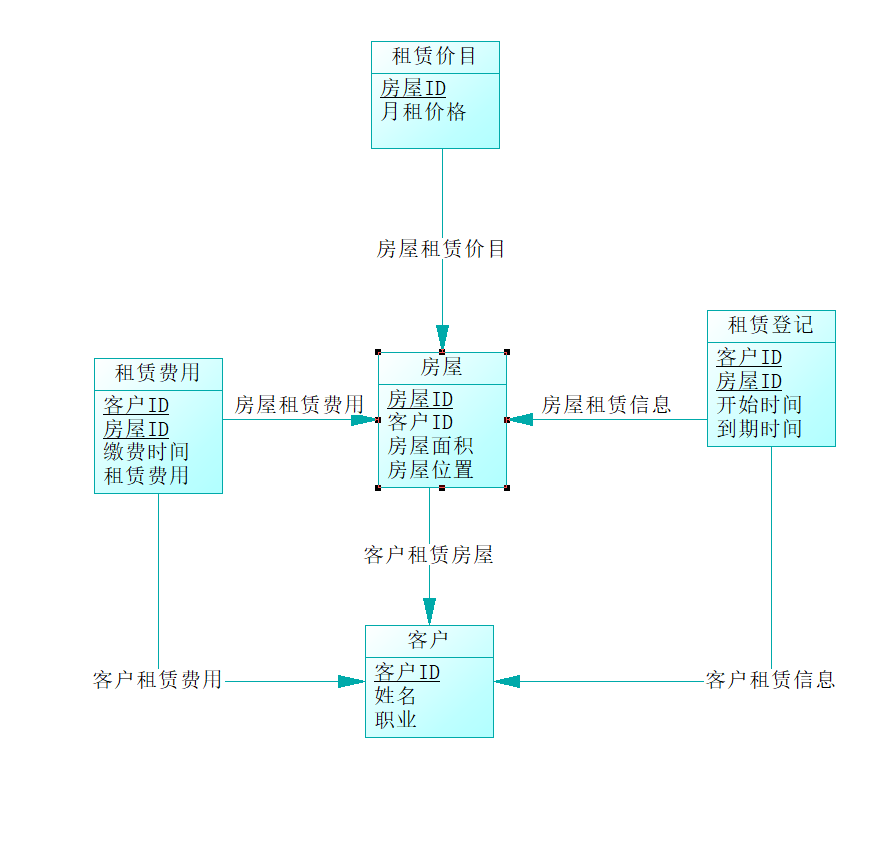 租赁价目
房屋ID
月租价格
房屋租赁价目
租赁登记
客户ID
房屋ID
开始时间
到期时间
租赁费用
客户ID
房屋ID
缴费时间
租赁费用
房屋租赁费用
房屋
房屋ID
客户ID
房屋面积
房屋位置
房屋租赁信息
客户租赁房屋
客户
客户ID
姓名
职业
客户租赁费用
客户租赁信息